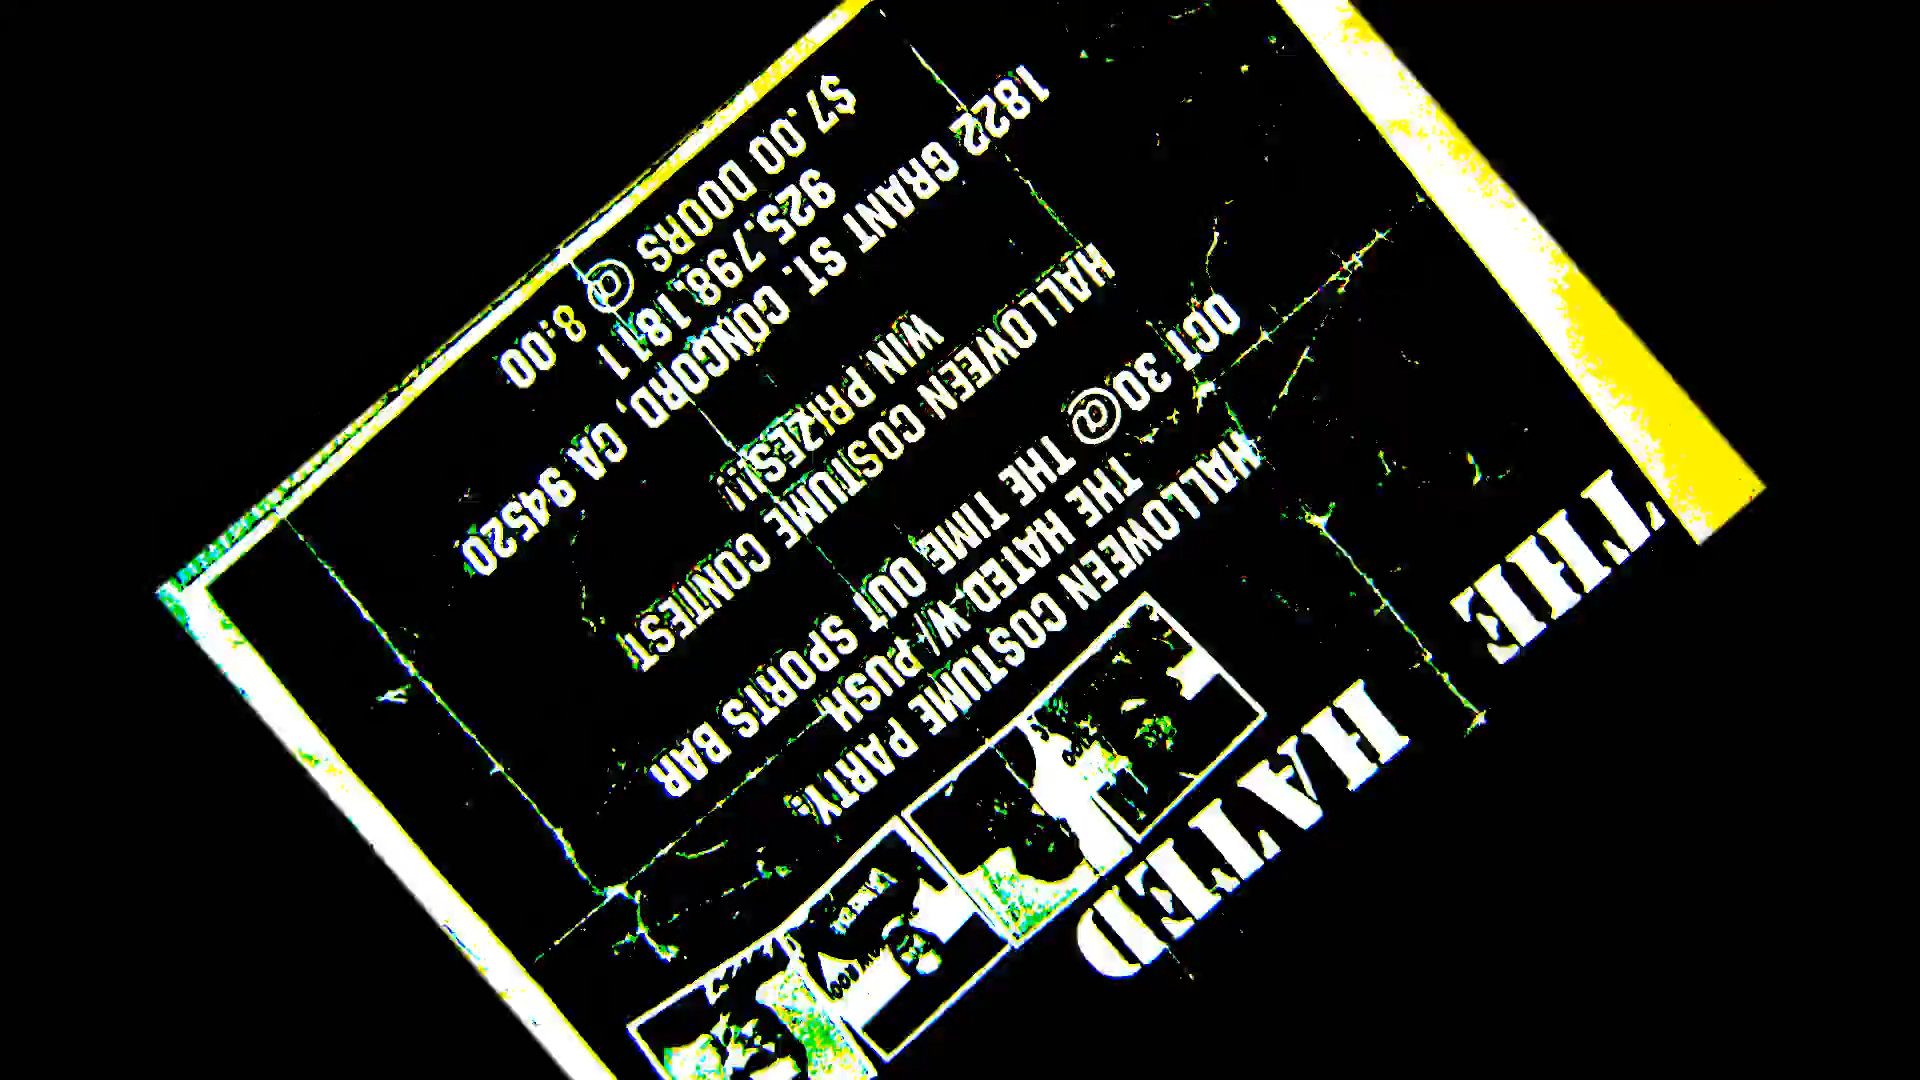 THE HATED
HALLOWEEN COSTUME PARTY:
THE HATED W/ PUSH
OCT 30@ THE TIME OUT SPORTS BAR
HALLOWEEN COSTUME CONTEST
WIN PRIZES!!!
1822 GRANT ST. CONCORD, CA 94520
925.798.1811
$7.00 DOORS @ 8:00